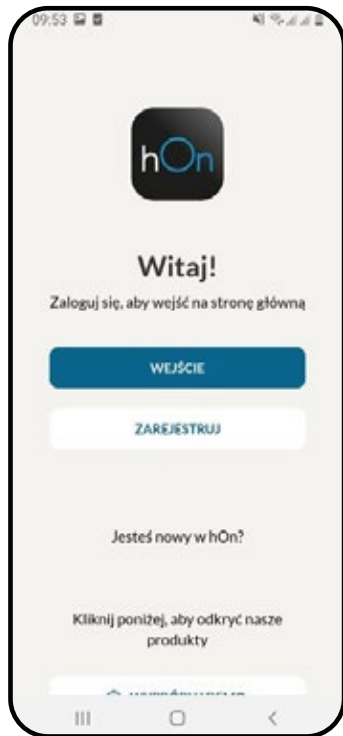 09:53
hOn
Witaj!
Zaloguj się, aby wejść na stronę główną
WEJŚCIE
ZAREJESTRUJ
Jesteś nowy w hOn?
Kliknij poniżej, aby odkryć nasze
produkty